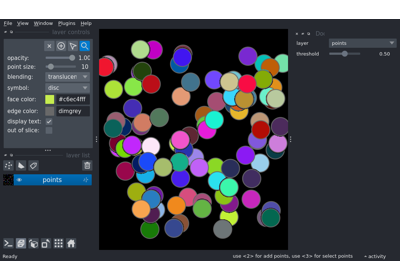 File View Window Plugins Help
layer controls
opacity: 1.00
point size: 10
blending: translucen
symbol: disc
face color: #c6ec4fff
edge color: dimgrey
display text:
out of slice:
layer list
points
layer points
threshold 0.50
Ready
use <2> for add points, use <3> for select points
activity